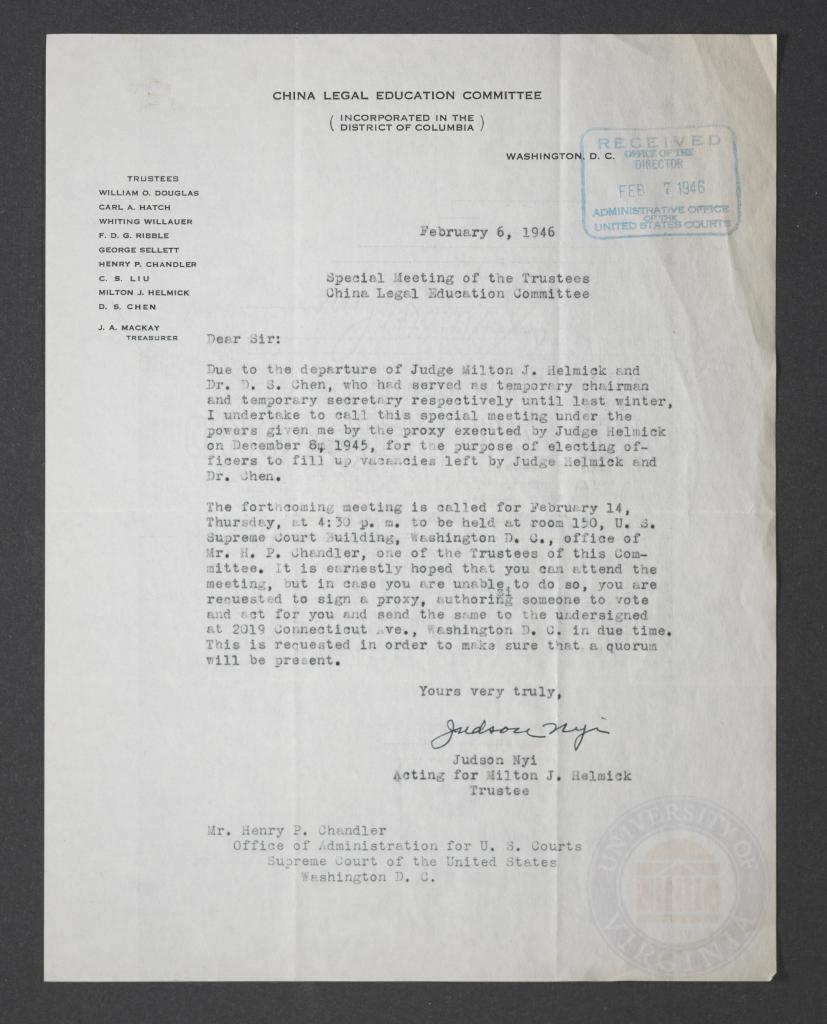 CHINA LEGAL EDUCATION COMMITTEE
( INCORPORATED IN THE
DISTRICT OF COLUMBIA )
WASHINGTON, D. C.
RECEIVED
OFFICE OF THE
DIRECTOR
FEB 7 1946
ADMINISTRATIVE OFFICE
OF THE
UNITED STATES COURTS
TRUSTEES
WILLIAM O. DOUGLAS
CARL A. HATCH
WHITING WILLAUER
F. D. G. RIBBLE
GEORGE SELLETT
HENRY P. CHANDLER
C. S. LIU
MILTON J. HELMICK
D. S. CHEN
J. A. MACKAY
TREASURER
February 6, 1946
Special Meeting of the Trustees
China Legal Education Committee
Dear Sir:
Due to the departure of Judge Milton J. Helmick and
Dr. D. S. Chen, who had served as temporary chairman
and temporary secretary respectively until last winter,
I undertake to call this special meeting under the
powers given me by the proxy executed by Judge Helmick
on December 8, 1945, for the purpose of electing of-
ficers to fill up vacancies left by Judge Helmick and
Dr. Chen.
The forthcoming meeting is called for February 14,
Thursday, at 4:30 p. m. to be held at room 150, U. S.
Supreme Court Building, Washington D. C., office of
Mr. H. P. Chandler, one of the Trustees of this Com-
mittee. It is earnestly hoped that you can attend the
meeting, but in case you are unable to do so, you are
requested to sign a proxy, authorizing someone to vote
and act for you and send the same to the undersigned
at 2019 Connecticut Ave., Washington D. C. in due time.
This is requested in order to make sure that a quorum
will be present.
Yours very truly,
Judson Nyi
Judson Nyi
Acting for Milton J. Helmick
Trustee
Mr. Henry P. Chandler
Office of Administration for U. S. Courts
Supreme Court of the United States
Washington D. C.
UNIVERSITY OF
VIRGINIA